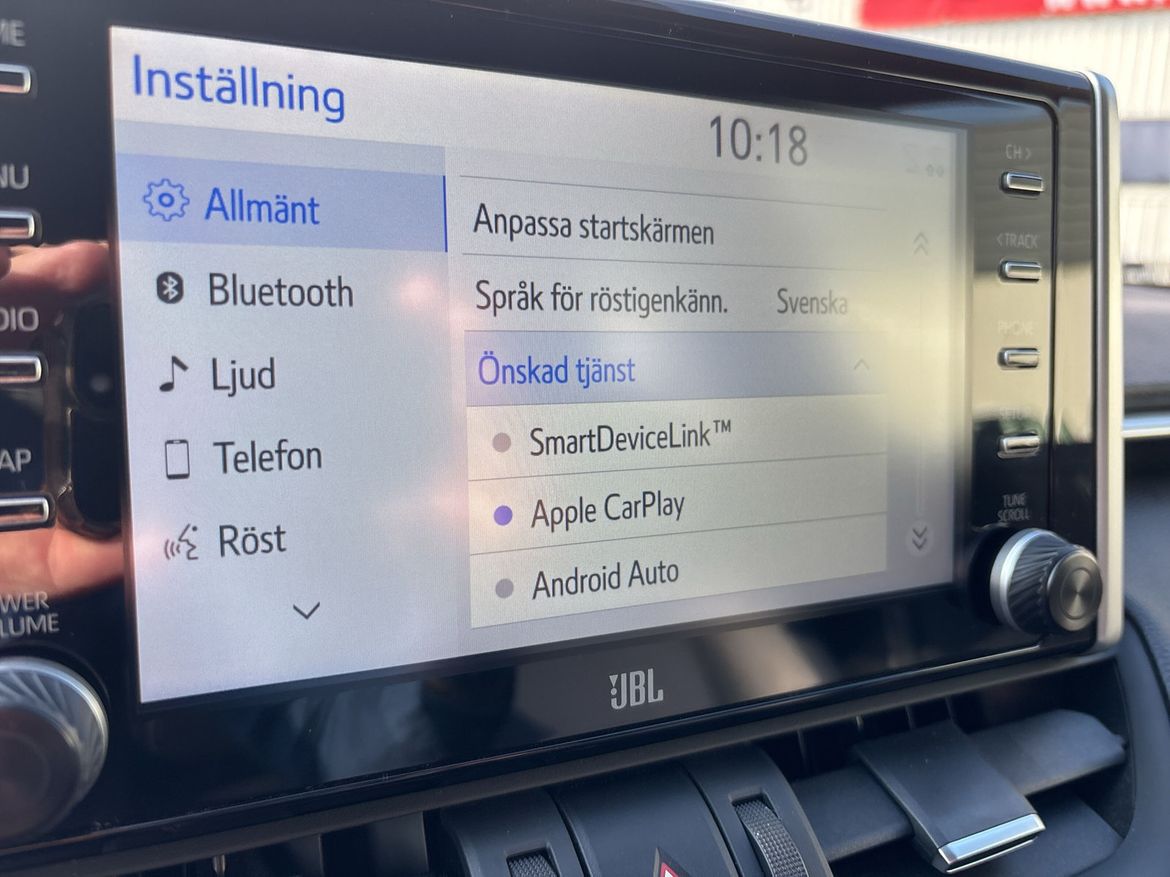 Inställning
10:18
Allmänt
Bluetooth
Ljud
Telefon
Röst
Anpassa startskärmen
Språk för röstigenkänn. Svenska
Önskad tjänst
SmartDeviceLink™
Apple CarPlay
Android Auto
CH >
< TRACK
PHONE
TUNE
SCROLL
JBL